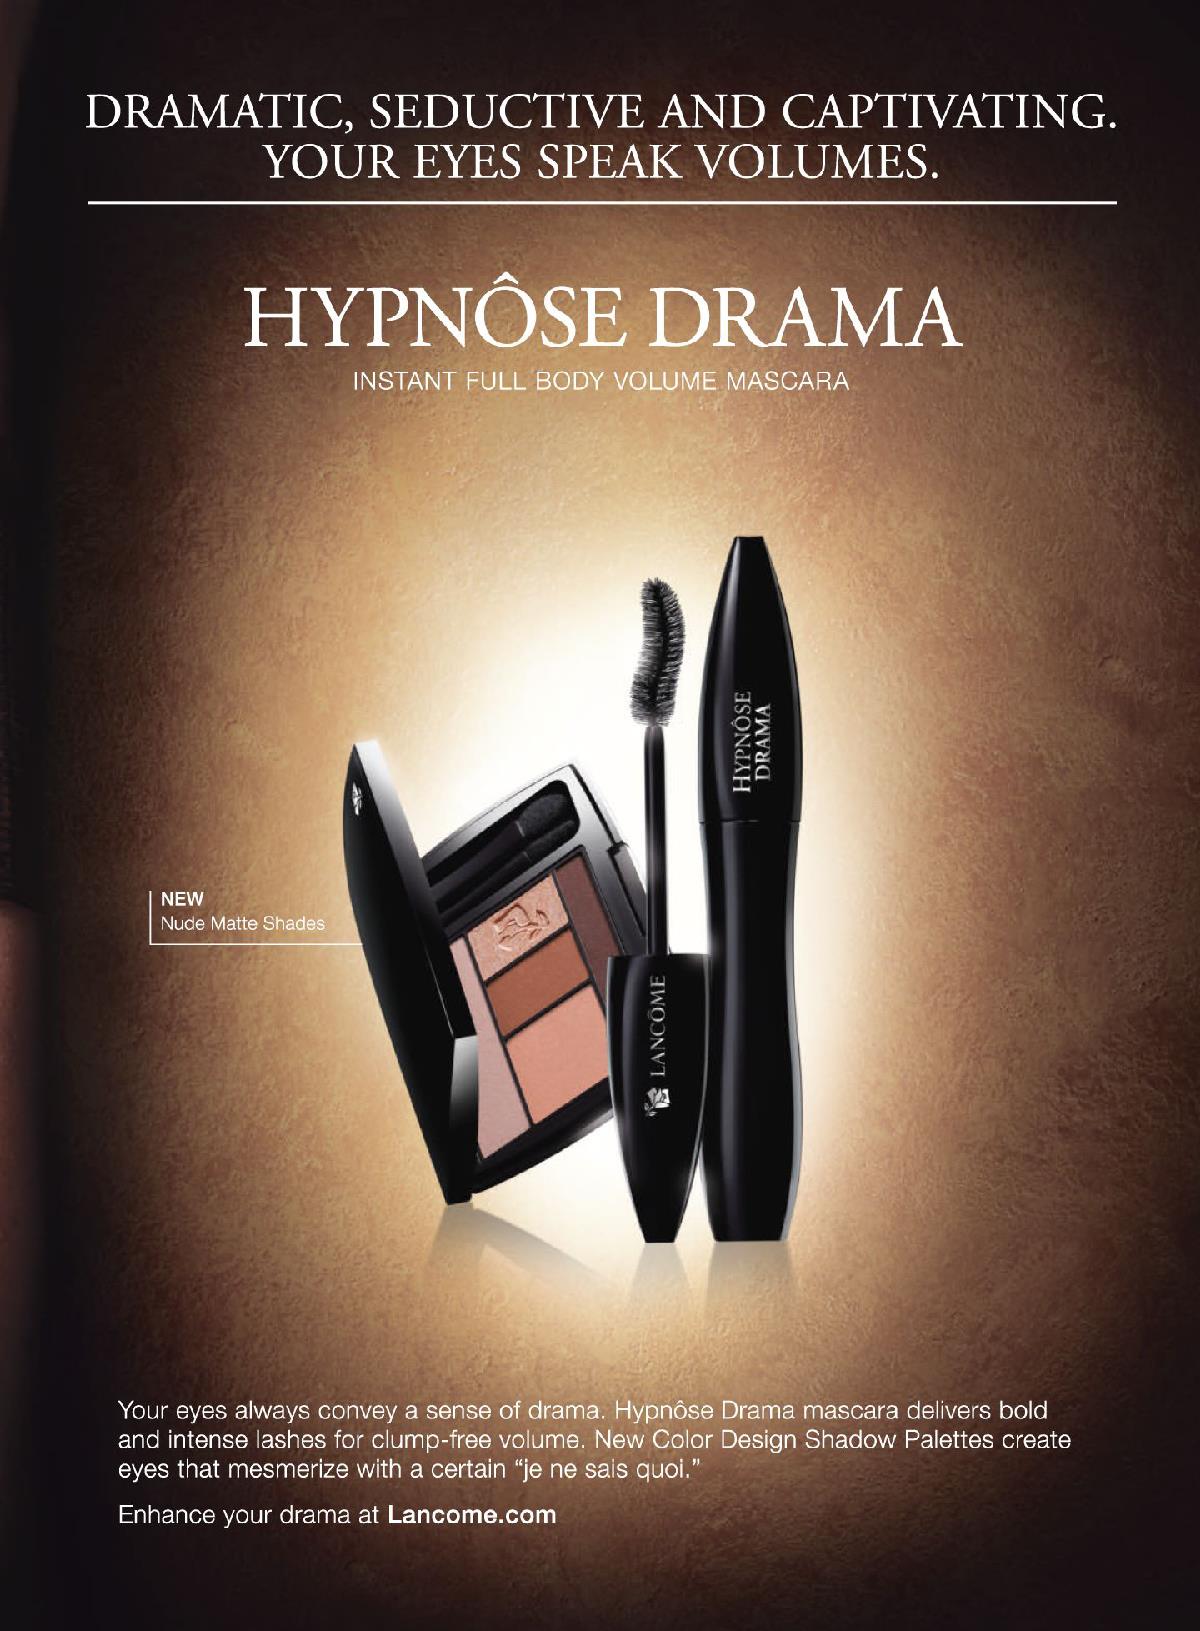 DRAMATIC, SEDUCTIVE AND CAPTIVATING.
YOUR EYES SPEAK VOLUMES.
HYPNÔSE DRAMA
INSTANT FULL BODY VOLUME MASCARA
HYPNÔSE
DRAMA
NEW
Nude Matte Shades
LANCÔME
Your eyes always convey a sense of drama. Hypnôse Drama mascara delivers bold
and intense lashes for clump-free volume. New Color Design Shadow Palettes create
eyes that mesmerize with a certain “je ne sais quoi.”
Enhance your drama at Lancome.com